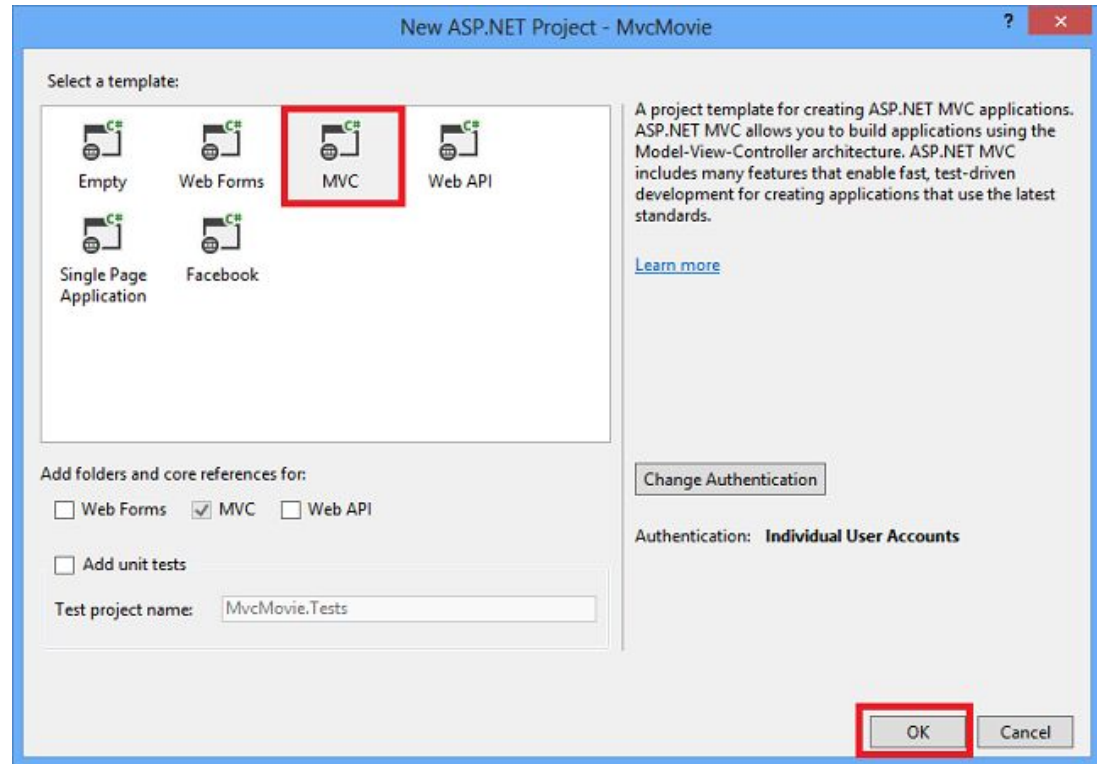 New ASP.NET Project - MvcMovie
?
Select a template:
C# C# C# C#
Empty Web Forms MVC Web API
C# C#
Single Page Application Facebook
A project template for creating ASP.NET MVC applications.
ASP.NET MVC allows you to build applications using the
Model-View-Controller architecture. ASP.NET MVC
includes many features that enable fast, test-driven
development for creating applications that use the latest
standards.
Learn more
Add folders and core references for:
Web Forms MVC Web API
Add unit tests
Test project name: MvcMovie.Tests
Change Authentication
Authentication: Individual User Accounts
OK Cancel